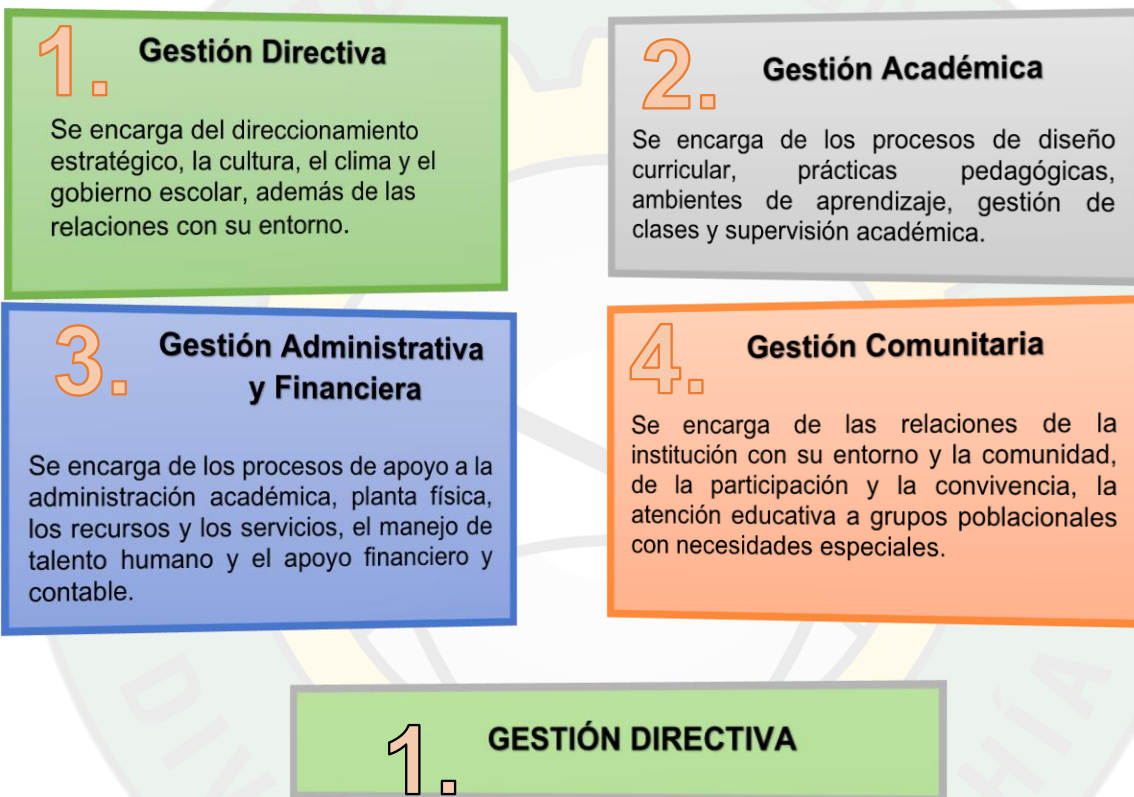 1.
Gestión Directiva
Se encarga del direccionamiento
estratégico, la cultura, el clima y el
gobierno escolar, además de las
relaciones con su entorno.
2.
Gestión Académica
Se encarga de los procesos de diseño
curricular, prácticas pedagógicas,
ambientes de aprendizaje, gestión de
clases y supervisión académica.
3.
Gestión Administrativa
y Financiera
Se encarga de los procesos de apoyo a la
administración académica, planta física,
los recursos y los servicios, el manejo de
talento humano y el apoyo financiero y
contable.
4.
Gestión Comunitaria
Se encarga de las relaciones de la
institución con su entorno y la comunidad,
de la participación y la convivencia, la
atención educativa a grupos poblacionales
con necesidades especiales.
1.
GESTIÓN DIRECTIVA